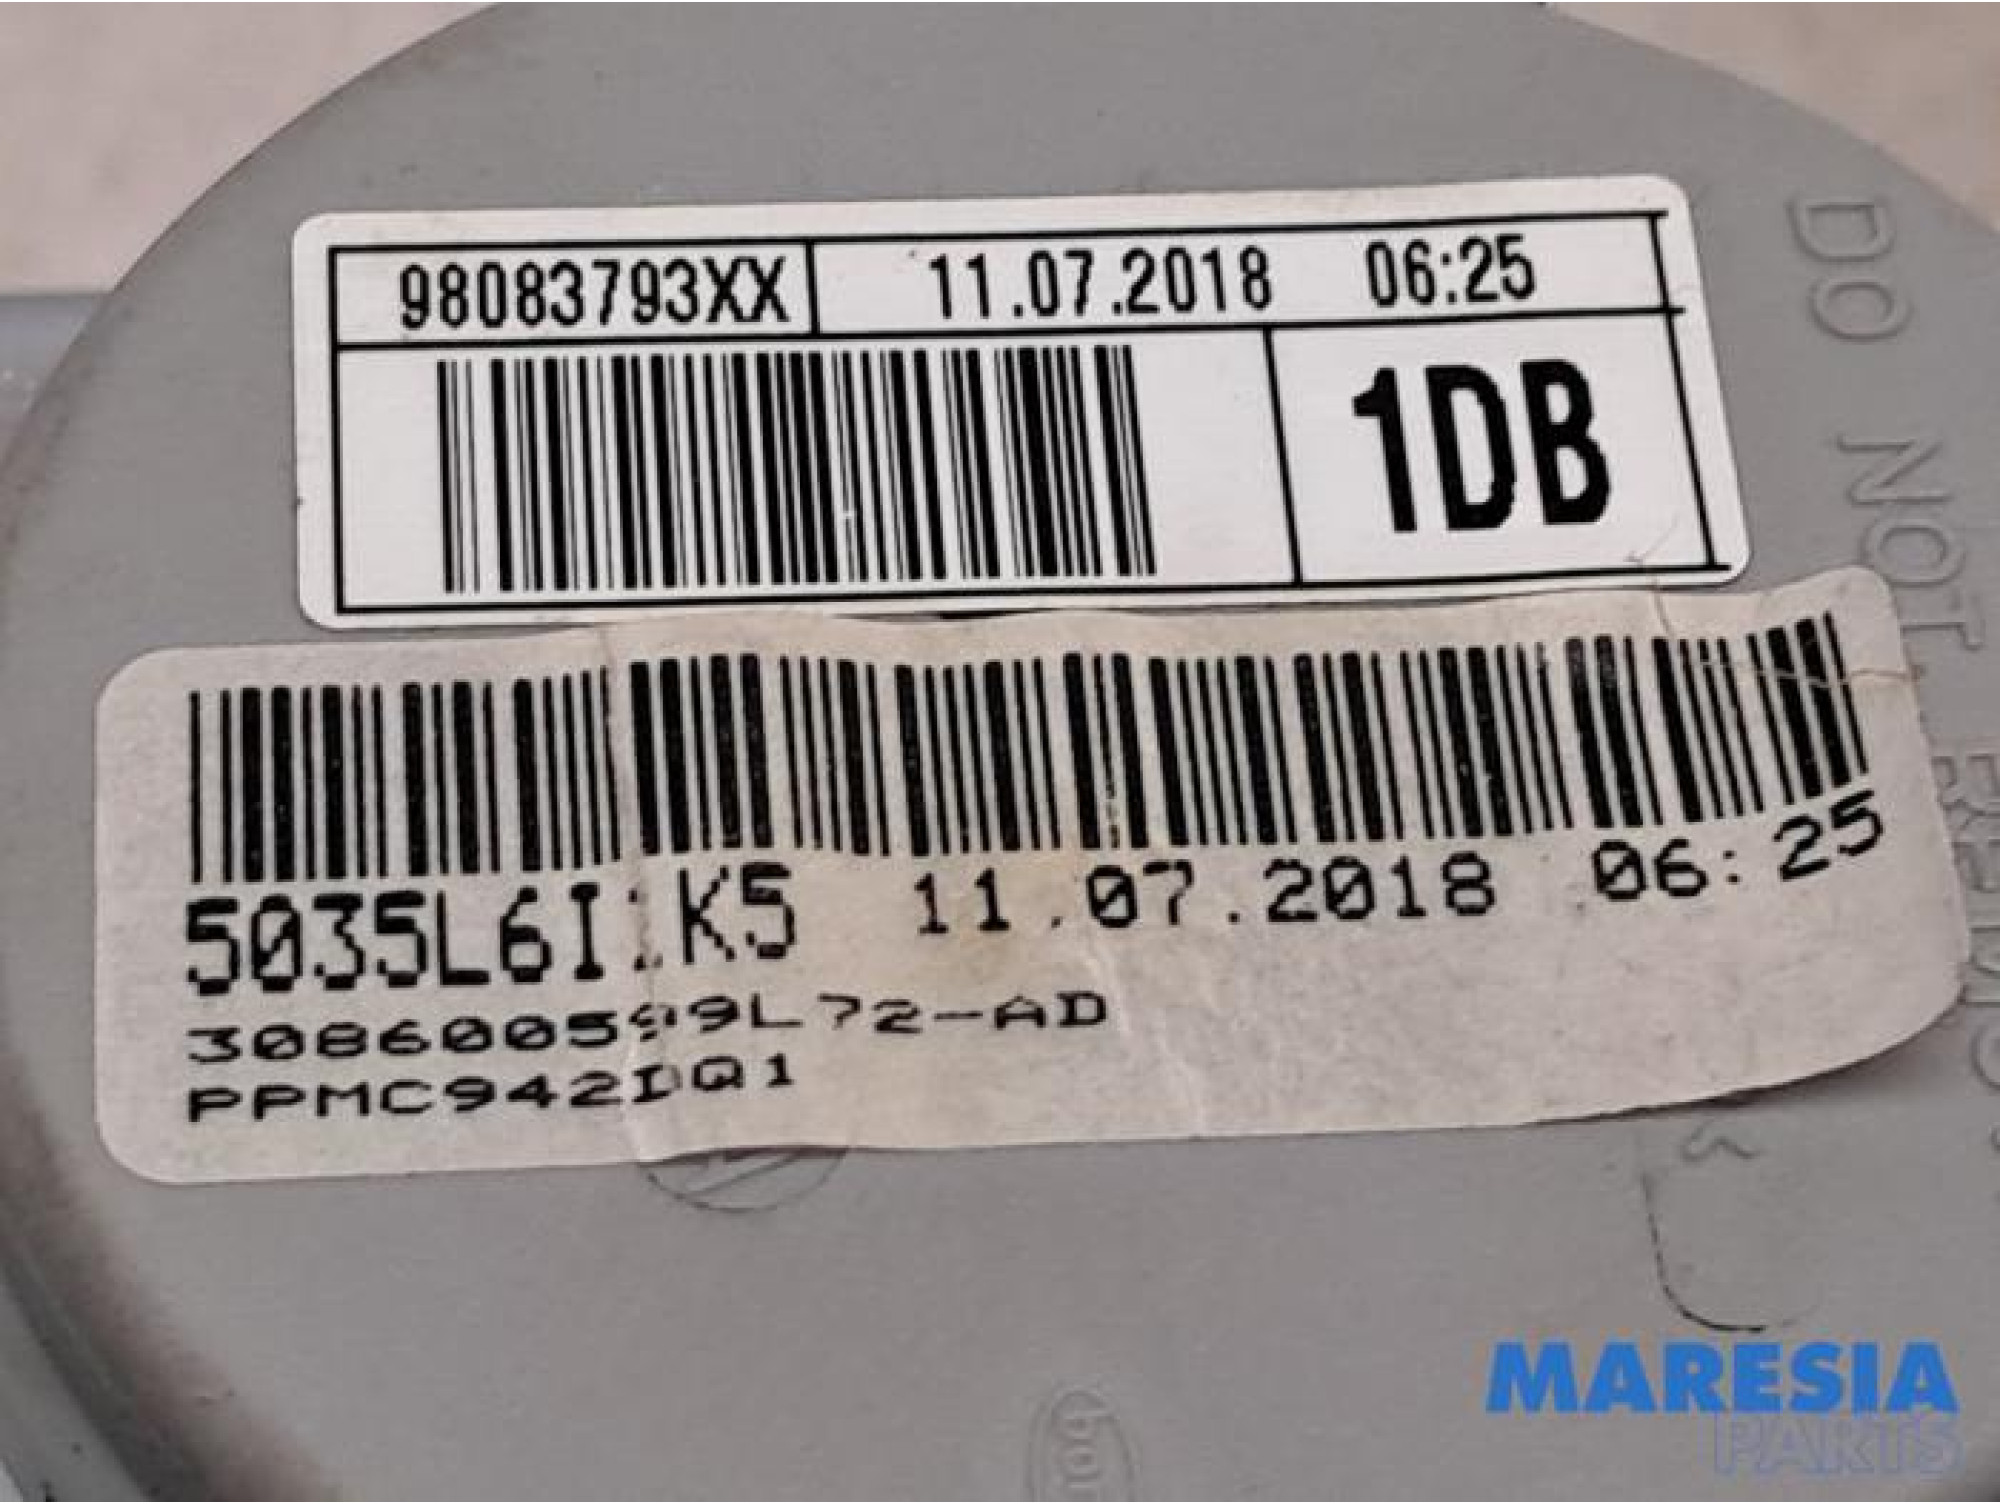 98083793XX 11.07.2018 06:25
1DB
11.07.2018 06:25
PPMC942DQ1
DO NOT
MARESIA
PARTS